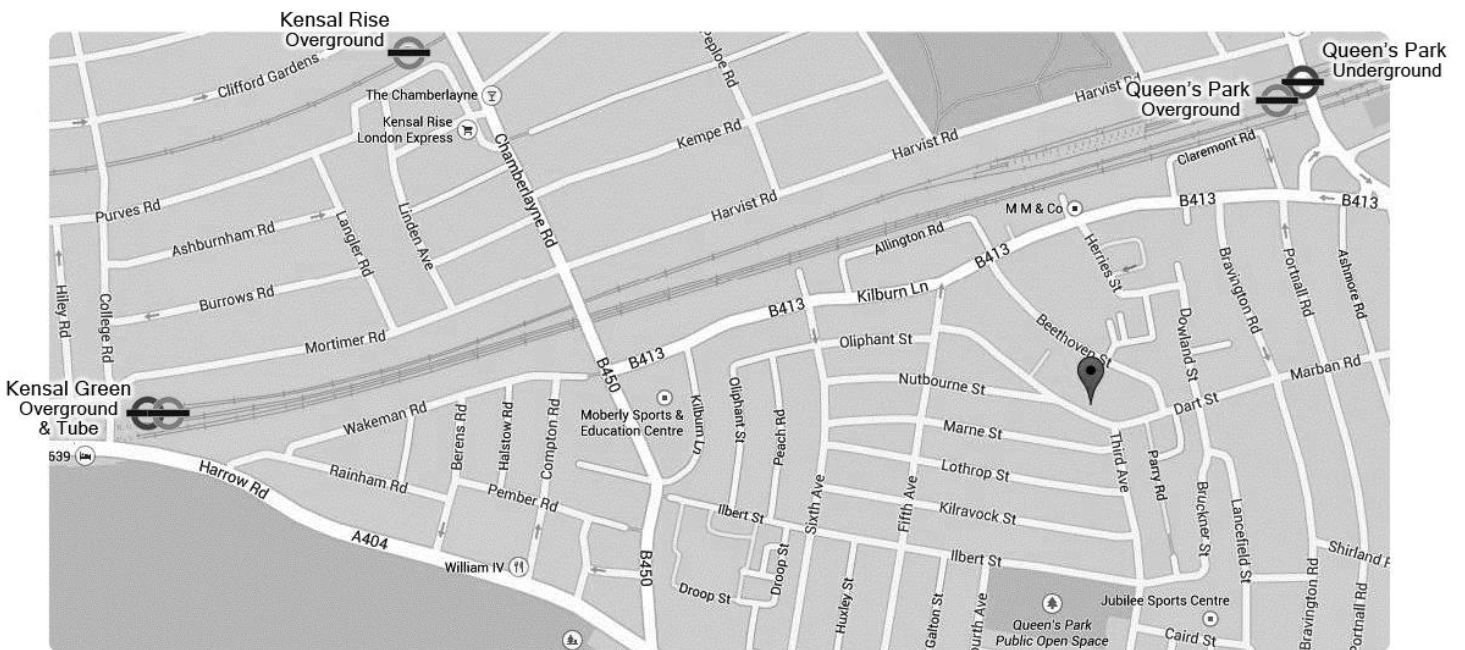 Kensal Rise
Overground
Queen's Park
Underground
Queen's Park
Overground
Kensal Green
Overground
& Tube
Clifford Gardens
The Chamberlayne
Kensal Rise
London Express
Peploe Rd
Harvist Rd
Kempe Rd
Harvist Rd
Claremont Rd
Chamberlayne Rd
Purves Rd
Linden Ave
Langler Rd
Ashburnham Rd
Harvist Rd
M M & Co
B413
B413
Allington Rd
Herries St
B413
Hiley Rd
College Rd
Burrows Rd
Mortimer Rd
B413
Kilburn Ln
Bravington Rd
Portnall Rd
Ashmore Rd
Oliphant St
Beethoven St
Dowland St
B450
B413
Marban Rd
Nutbourne St
Dart St
Wakeman Rd
Moberly Sports &
Education Centre
Kilburn Ln
Oliphant St
Peach Rd
Marne St
Berens Rd
Halstow Rd
Compton Rd
Third Ave
Parry Rd
639
Harrow Rd
Rainham Rd
Pember Rd
Lothrop St
Sixth Ave
Fifth Ave
Kilravock St
Bruckner St
Lancefield St
Ilbert St
A404
Ilbert St
Shirland R
William IV
B450
Droop St
Droop St
Huxley St
Galton St
ourth Ave
Queen's Park
Public Open Space
Jubilee Sports Centre
Caird St
Bravington Rd
Portnall Rd